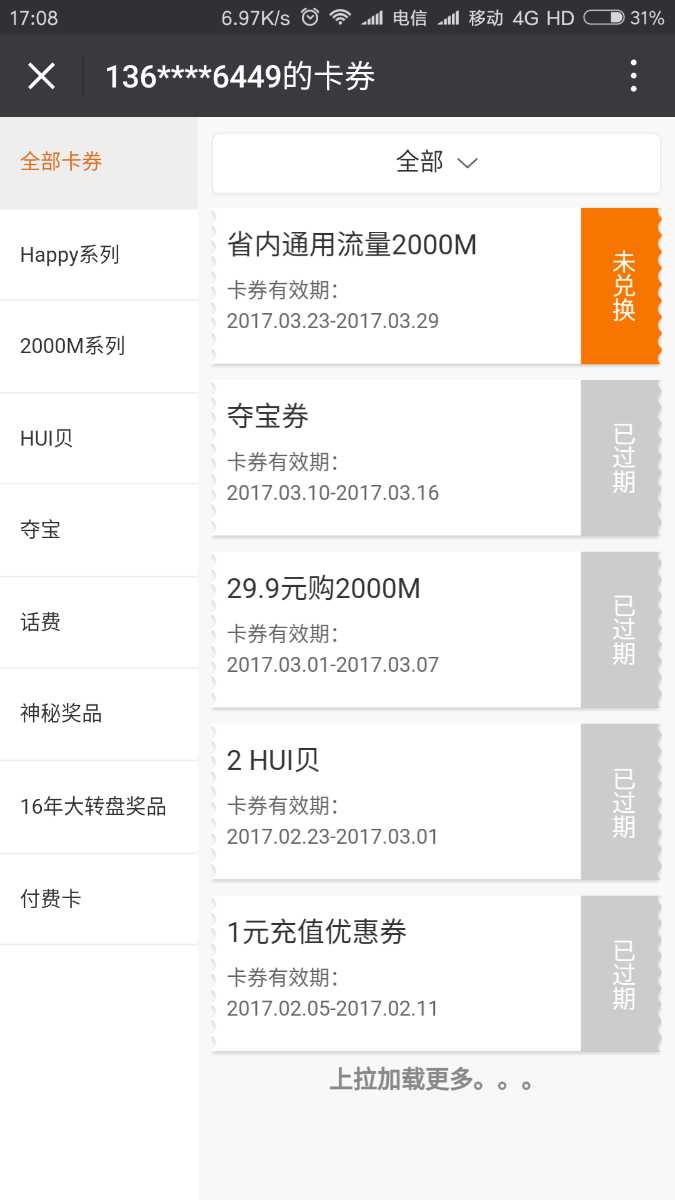 17:08 6.97K/s 电信 移动 4G HD 31%
136****6449的卡券
全部卡券
Happy系列
2000M系列
HUI贝
夺宝
话费
神秘奖品
16年大转盘奖品
付费卡
全部
省内通用流量2000M
卡券有效期:
2017.03.23-2017.03.29
未兑换
夺宝券
卡券有效期:
2017.03.10-2017.03.16
已过期
29.9元购2000M
卡券有效期:
2017.03.01-2017.03.07
已过期
2 HUI贝
卡券有效期:
2017.02.23-2017.03.01
已过期
1元充值优惠券
卡券有效期:
2017.02.05-2017.02.11
已过期
上拉加载更多。。。